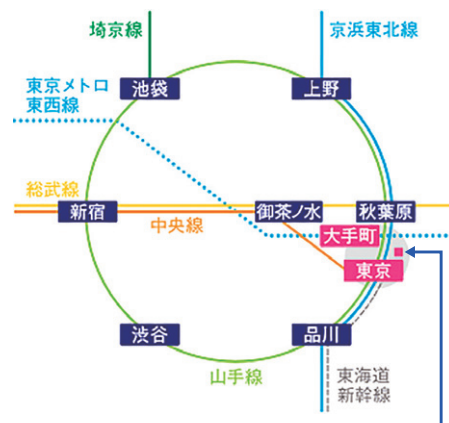 埼京線
京浜東北線
池袋
上野
東京メトロ
東西線
総武線
新宿
御茶ノ水
秋葉原
中央線
大手町
東京
渋谷
品川
山手線
東海道
新幹線